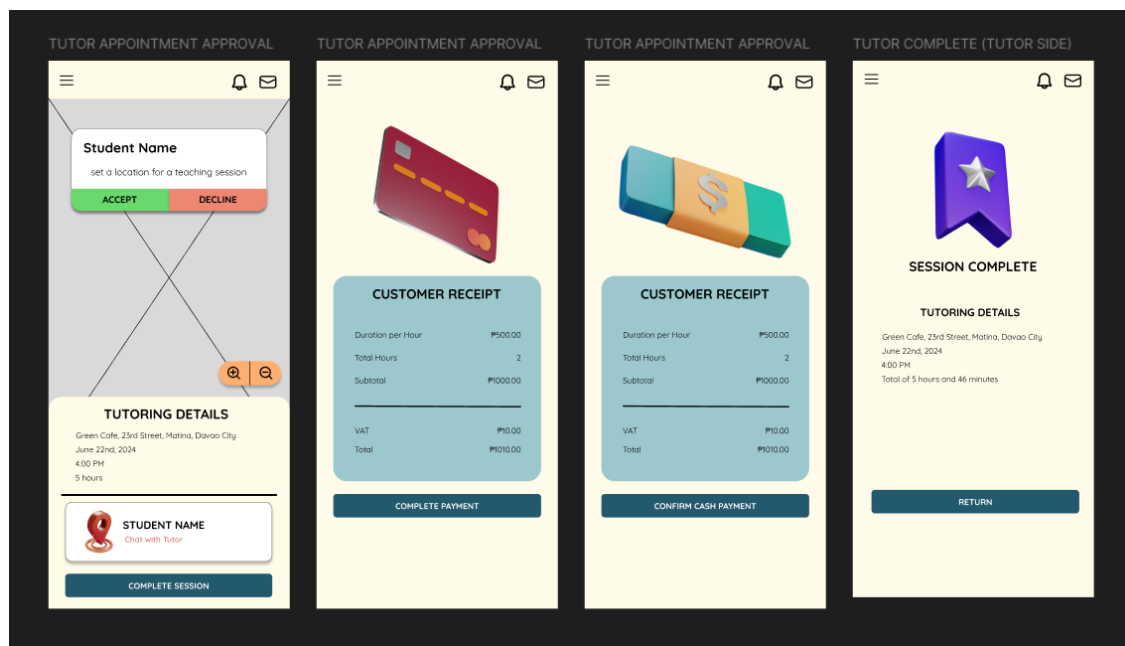 TUTOR APPOINTMENT APPROVAL
Student Name
set a location for a teaching session
ACCEPT DECLINE
TUTORING DETAILS
Green Cafe, 23rd Street, Matina, Davao City
June 22nd, 2024
4:00 PM
5 hours
STUDENT NAME
Chat with Tutor
COMPLETE SESSION
TUTOR APPOINTMENT APPROVAL
CUSTOMER RECEIPT
Duration per Hour ₱500.00
Total Hours 2
Subtotal ₱1000.00
VAT ₱10.00
Total ₱1010.00
COMPLETE PAYMENT
TUTOR APPOINTMENT APPROVAL
$
CUSTOMER RECEIPT
Duration per Hour ₱500.00
Total Hours 2
Subtotal ₱1000.00
VAT ₱10.00
Total ₱1010.00
CONFIRM CASH PAYMENT
TUTOR COMPLETE (TUTOR SIDE)
SESSION COMPLETE
TUTORING DETAILS
Green Cafe, 23rd Street, Matina, Davao City
June 22nd, 2024
4:00 PM
Total of 5 hours and 46 minutes
RETURN